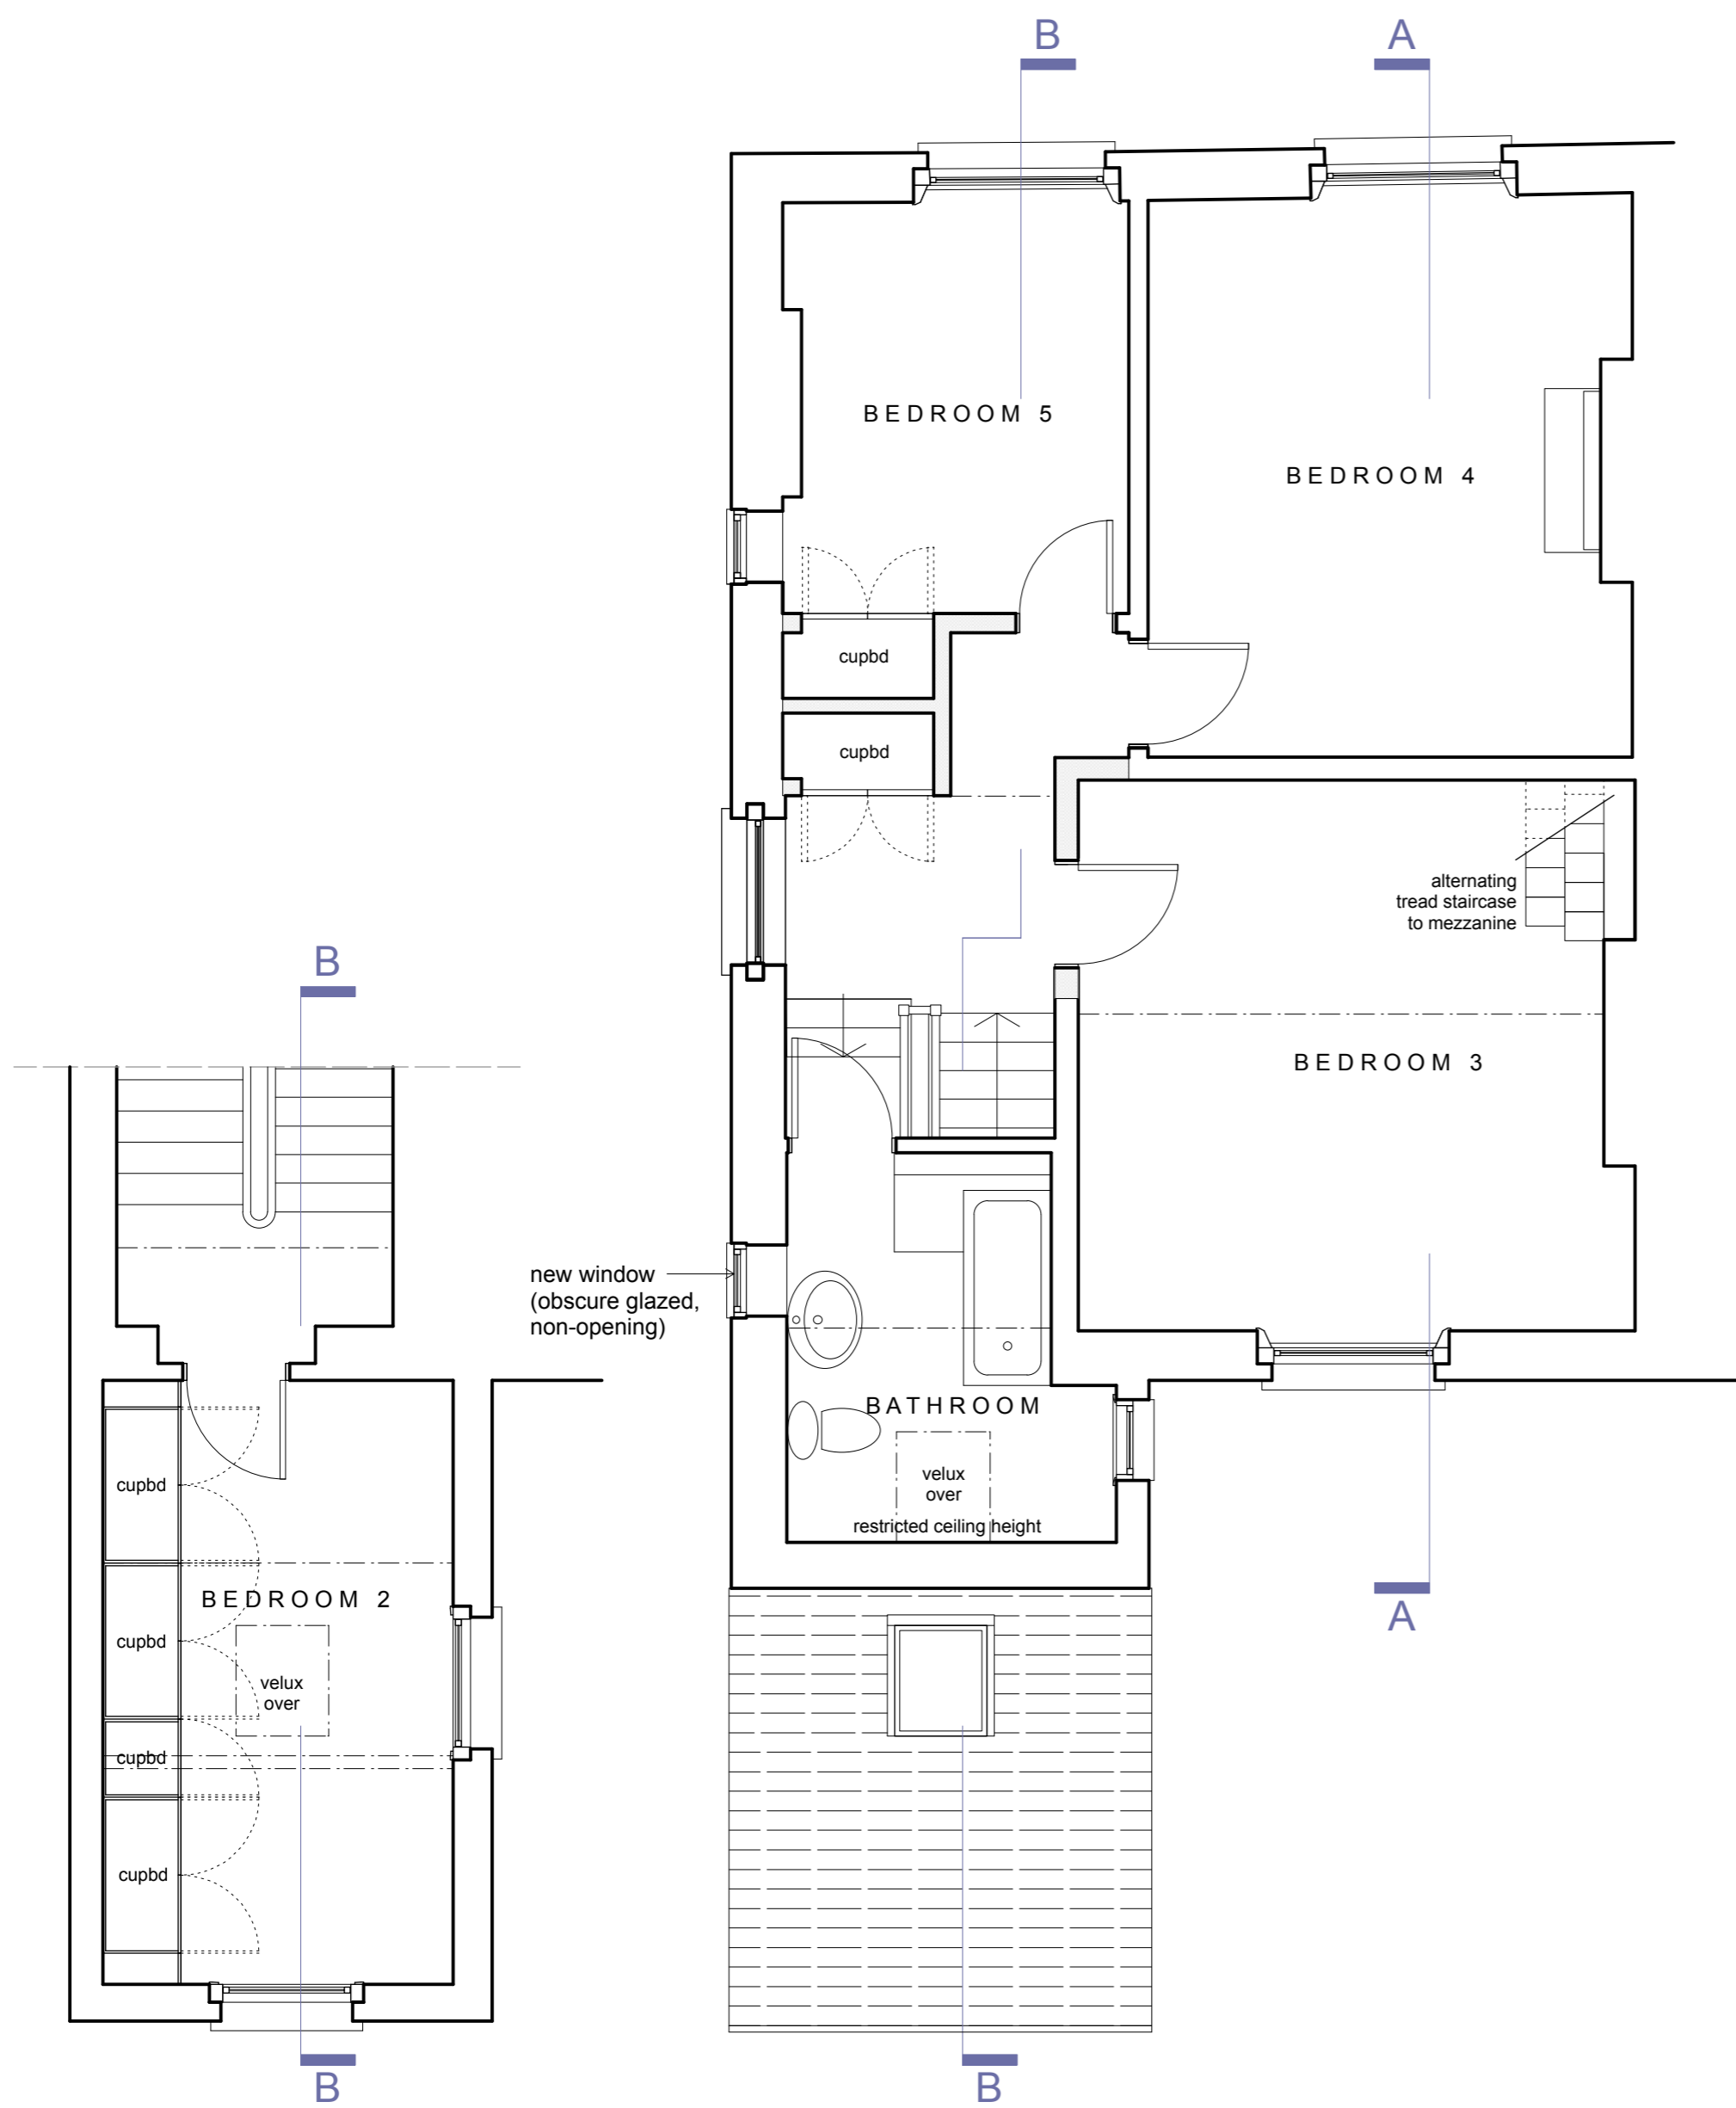 B
A
BEDROOM 5
BEDROOM 4
cupbd
cupbd
alternating
tread staircase
to mezzanine
B
BEDROOM 3
new window
(obscure glazed,
non-opening)
BATHROOM
velux
over
restricted ceiling height
cupbd
BEDROOM 2
cupbd
velux
over
cupbd
cupbd
A
B
B